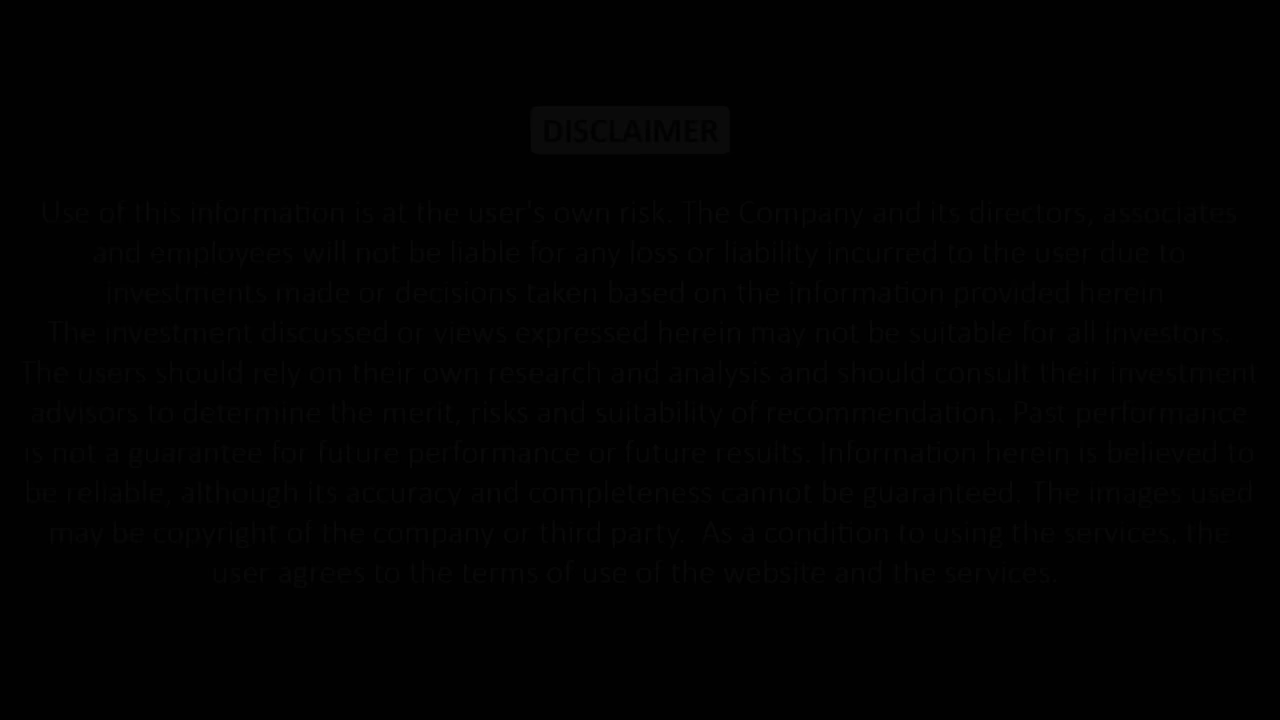 DISCLAIMER
Use of this information is at the user's own risk. The Company and its directors, associates
and employees will not be liable for any loss or liability incurred to the user due to
investments made or decisions taken based on the information provided herein
The investment discussed or views expressed herein may not be suitable for all investors.
The users should rely on their own research and analysis and should consult their investment
advisors to determine the merit, risks and suitability of recommendation. Past performance
is not a guarantee for future performance or future results. Information herein is believed to
be reliable, although its accuracy and completeness cannot be guaranteed. The images used
may be copyright of the company or third party.  As a condition to using the services, the
user agrees to the terms of use of the website and the services.